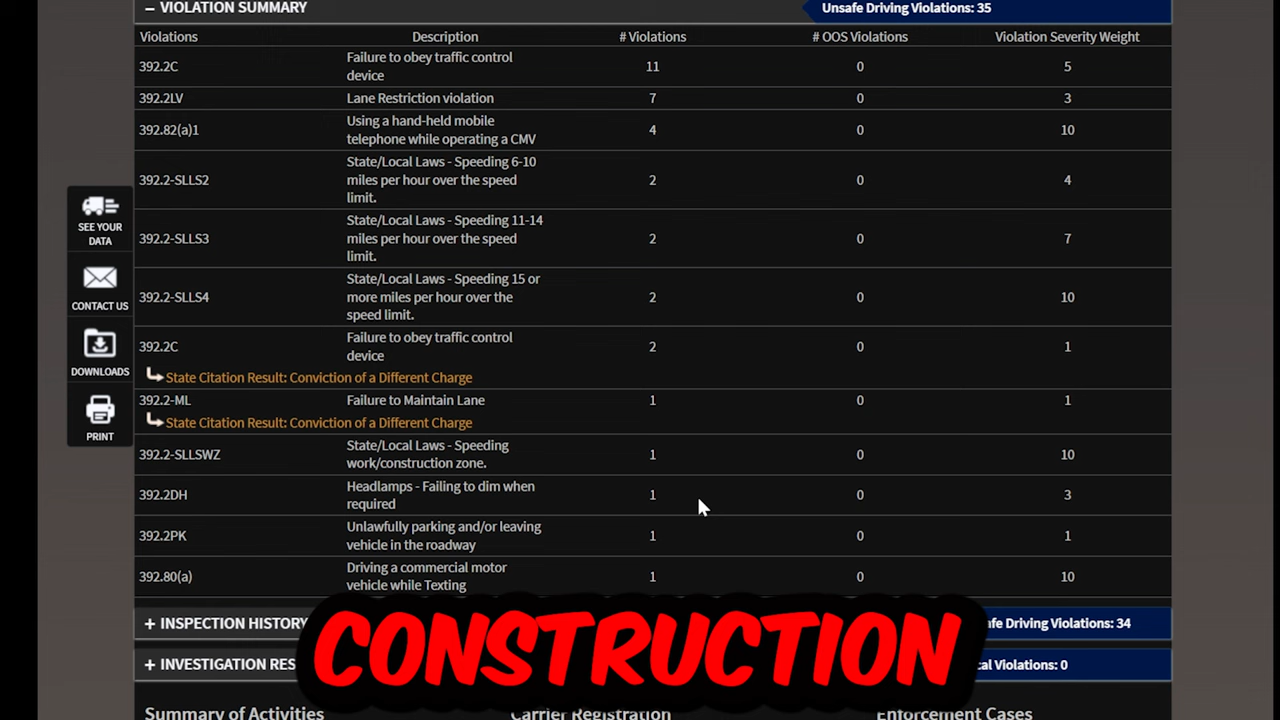 − VIOLATION SUMMARY
Unsafe Driving Violations: 35
Violations Description # Violations # OOS Violations Violation Severity Weight
392.2C Failure to obey traffic control device 11 0 5
392.2LV Lane Restriction violation 7 0 3
392.82(a)1 Using a hand-held mobile telephone while operating a CMV 4 0 10
392.2-SLLS2 State/Local Laws - Speeding 6-10 miles per hour over the speed limit. 2 0 4
392.2-SLLS3 State/Local Laws - Speeding 11-14 miles per hour over the speed limit. 2 0 7
392.2-SLLS4 State/Local Laws - Speeding 15 or more miles per hour over the speed limit. 2 0 10
392.2C Failure to obey traffic control device 2 0 1
State Citation Result: Conviction of a Different Charge
392.2-ML Failure to Maintain Lane 1 0 1
State Citation Result: Conviction of a Different Charge
392.2-SLLSWZ State/Local Laws - Speeding work/construction zone. 1 0 10
392.2DH Headlamps - Failing to dim when required 1 0 3
392.2PK Unlawfully parking and/or leaving vehicle in the roadway 1 0 1
392.80(a) Driving a commercial motor vehicle while Texting 1 0 10
SEE YOUR
DATA
CONTACT US
DOWNLOADS
PRINT
+ INSPECTION HISTORY
Driving Violations: 34
+ INVESTIGATION
Violations: 0
CONSTRUCTION
Summary of Activities Carrier Registration Enforcement Cases